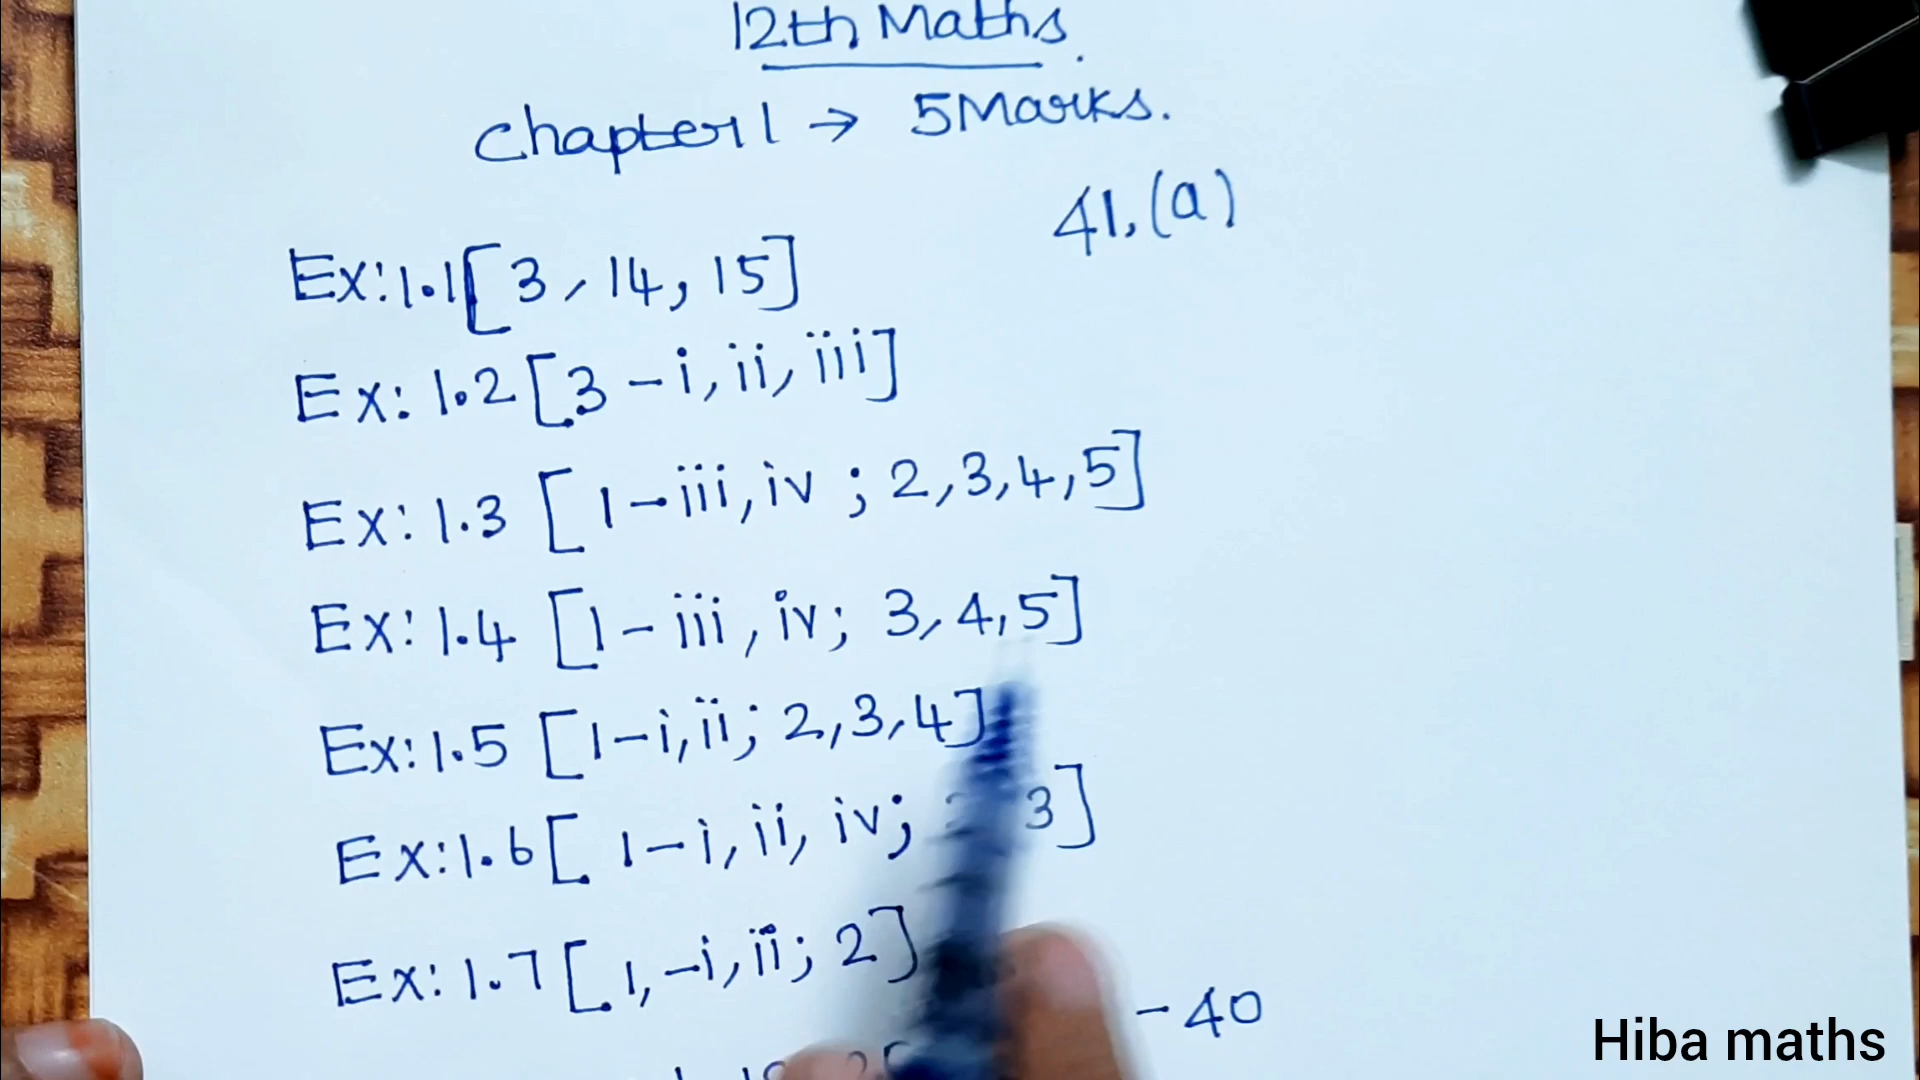 12th Maths.
Chapter 1 → 5 Marks.
41, (a)
Ex: 1.1 [3, 14, 15]
Ex: 1.2 [3 - i, ii, iii]
Ex: 1.3 [1 - iii, iv ; 2, 3, 4, 5]
Ex: 1.4 [1 - iii, iv; 3, 4, 5]
Ex: 1.5 [1 - i, ii; 2, 3, 4]
Ex: 1.6 [1 - i, ii, iv; 3]
Ex: 1.7 [1, - i, ii; 2]
- 40
Hiba maths